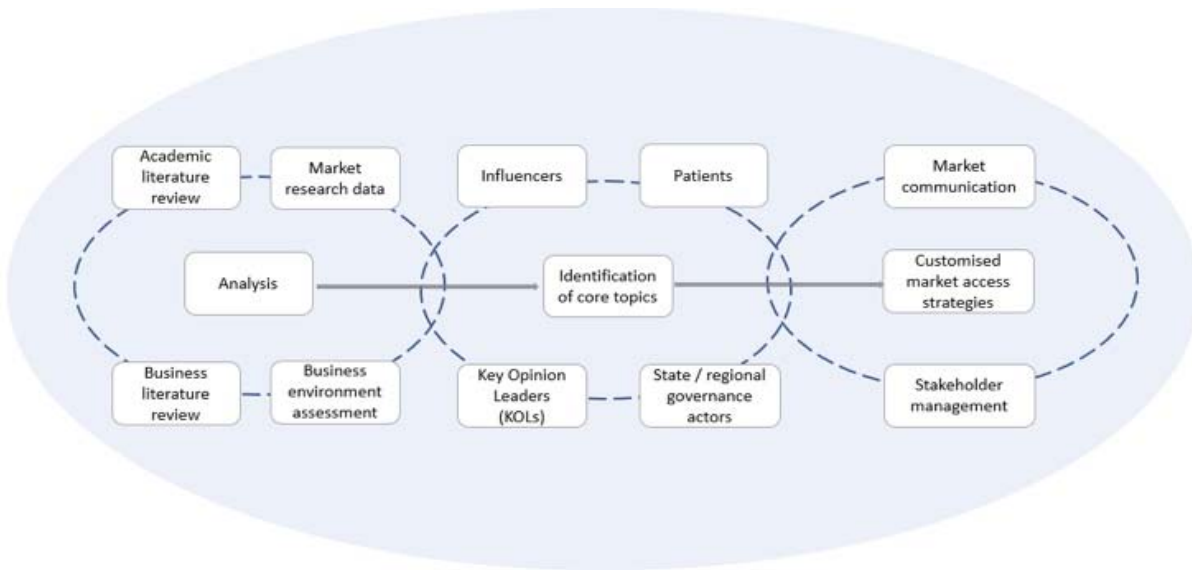 Academic
literature
review
Market
research data
Influencers
Patients
Market
communication
Analysis
Identification
of core topics
Customised
market access
strategies
Business
literature
review
Business
environment
assessment
Key Opinion
Leaders
(KOLs)
State / regional
governance
actors
Stakeholder
management